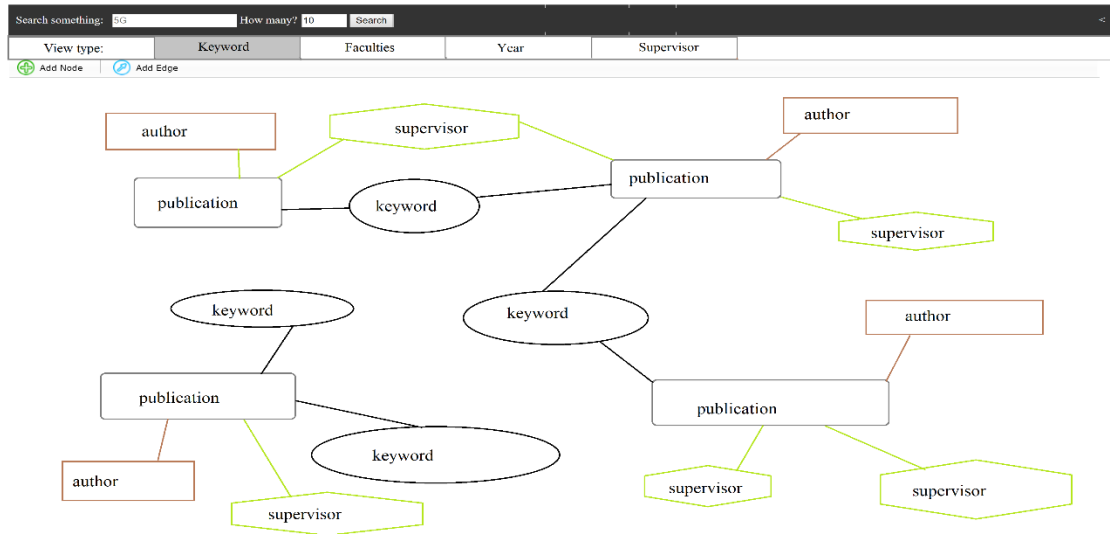 Search something: 5G How many? 10 Search <
View type: Keyword Faculties Year Supervisor
Add Node Add Edge
author
supervisor
author
publication
keyword
publication
supervisor
keyword
keyword
author
publication
publication
keyword
author
supervisor
supervisor
supervisor